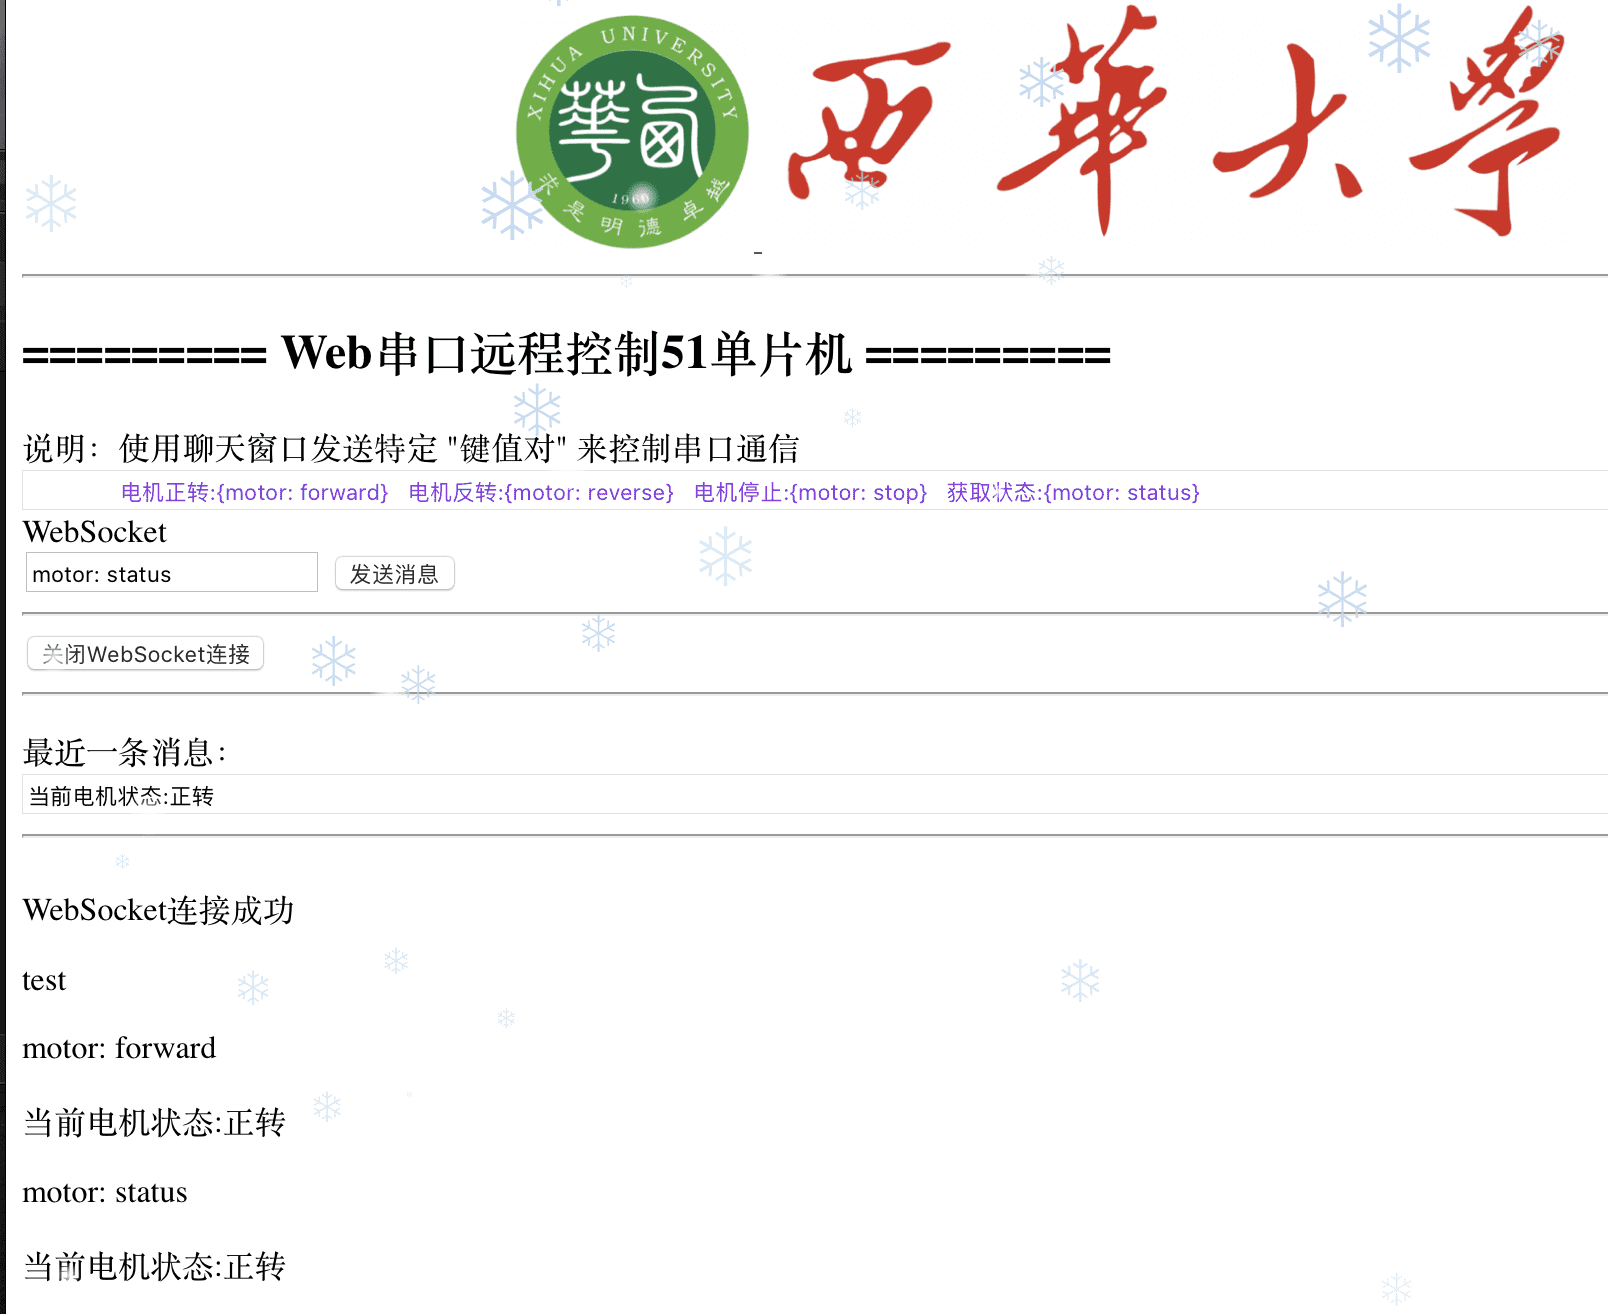 XIHUA UNIVERSITY
西華
1960
求是明德卓越
西華大學
========= Web串口远程控制51单片机 =========
说明：使用聊天窗口发送特定 "键值对" 来控制串口通信
电机正转:{motor: forward} 电机反转:{motor: reverse} 电机停止:{motor: stop} 获取状态:{motor: status}
WebSocket
motor: status 发送消息
关闭WebSocket连接
最近一条消息：
当前电机状态:正转
WebSocket连接成功
test
motor: forward
当前电机状态:正转
motor: status
当前电机状态:正转